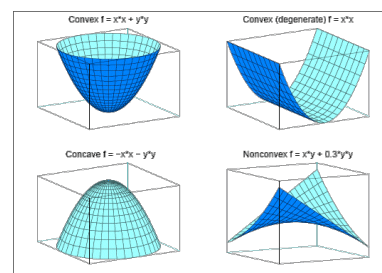 Convex f = x*x + y*y
Convex (degenerate) f = x*x
Concave f = −x*x − y*y
Nonconvex f = x*y + 0.3*y*y